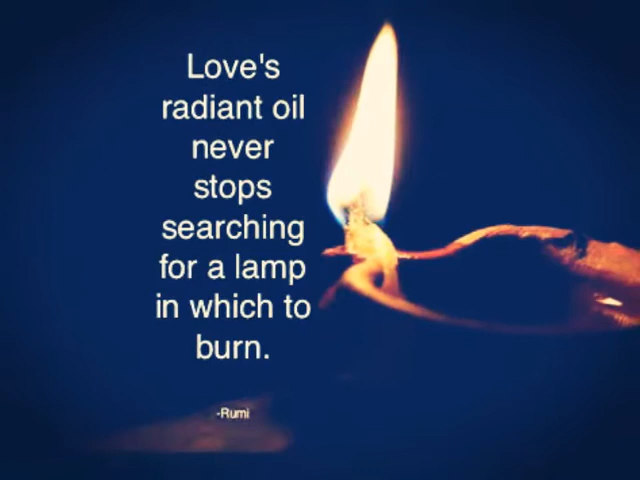 Love's
radiant oil
never
stops
searching
for a lamp
in which to
burn.
-Rumi